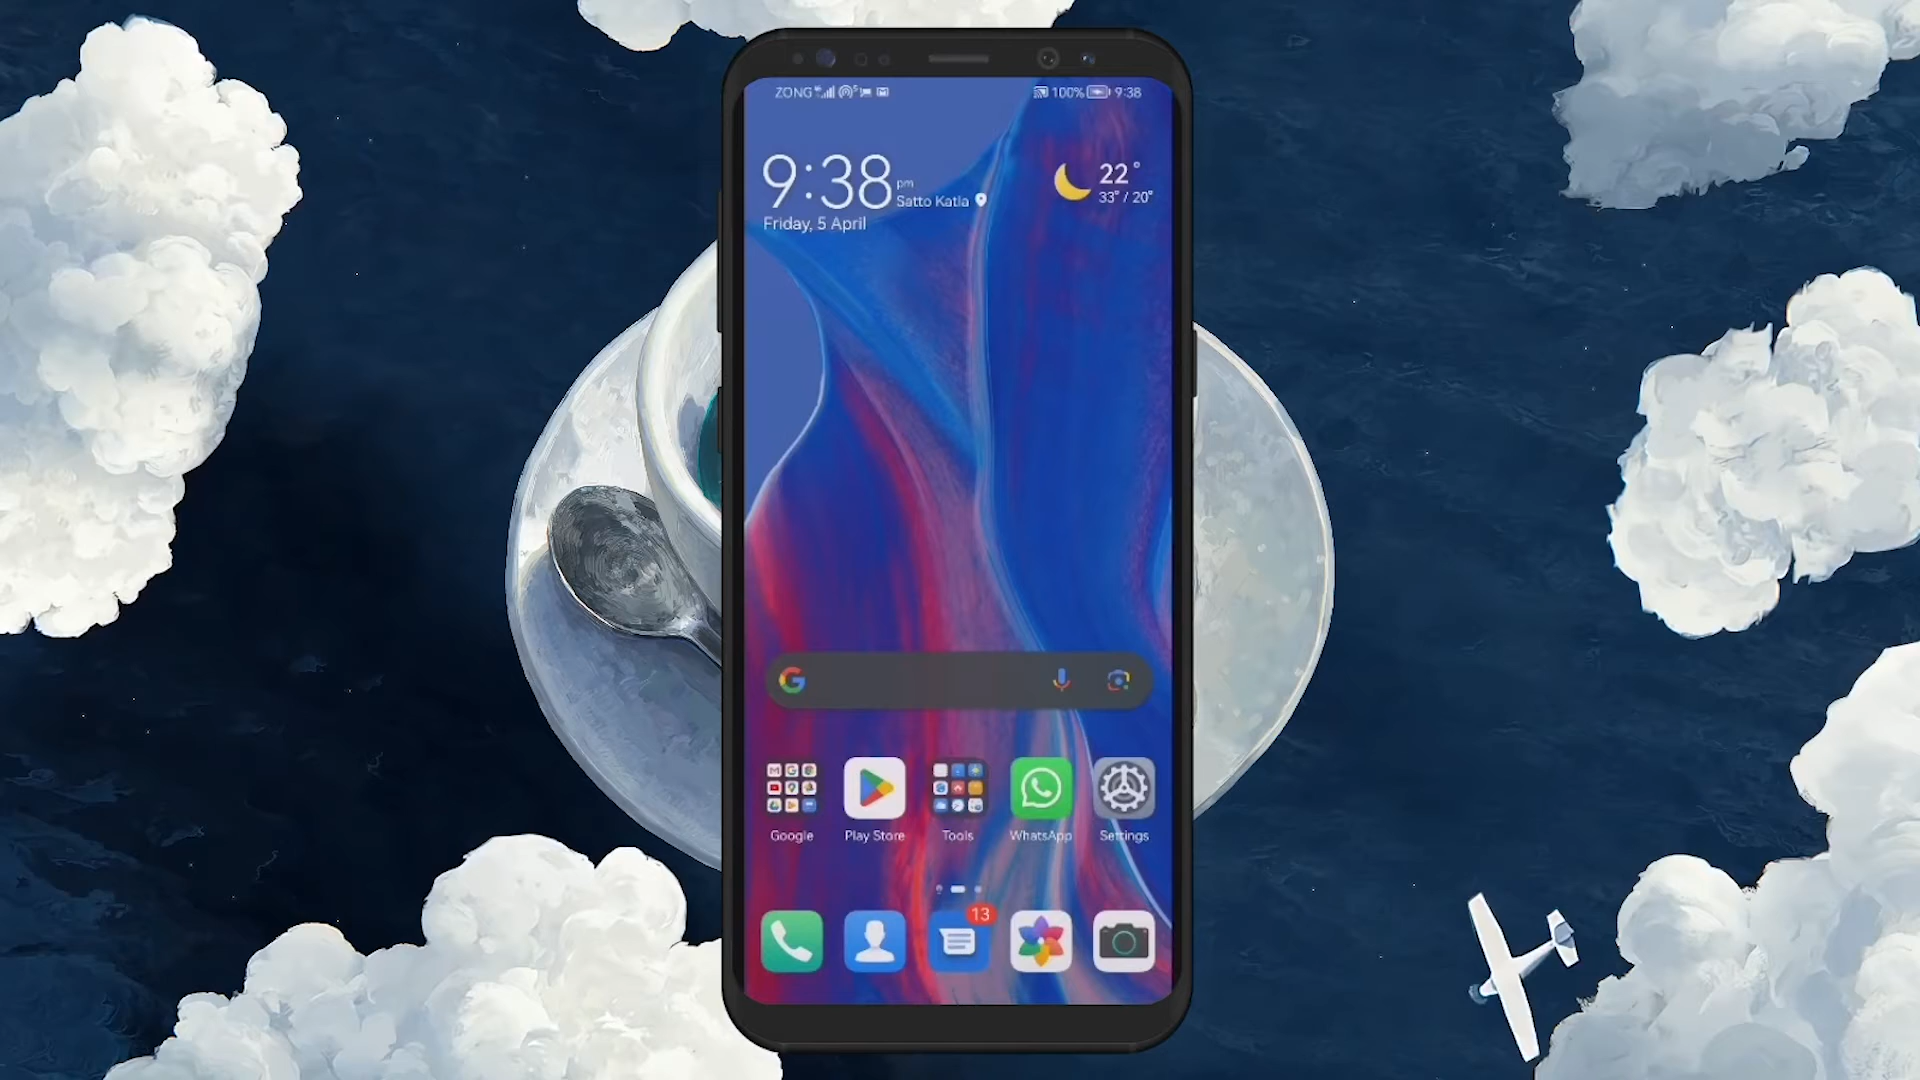 ZONG 100% 9:38
9:38 pm
Satto Katla
Friday, 5 April
22°
33° / 20°
Google Play Store Tools WhatsApp Settings
13